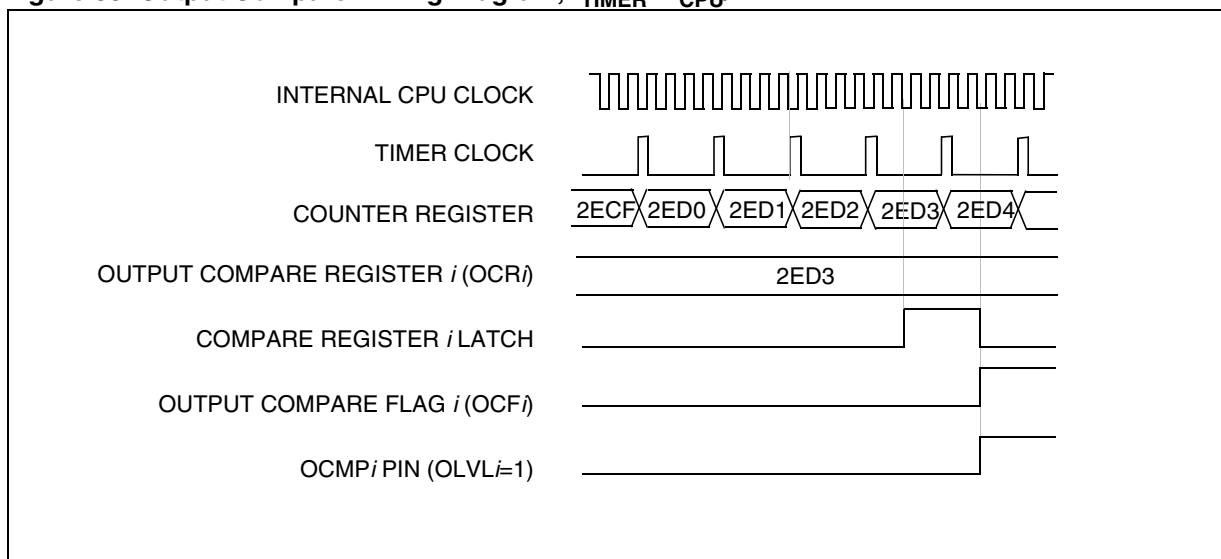 INTERNAL CPU CLOCK
TIMER CLOCK
COUNTER REGISTER 2ECF 2ED0 2ED1 2ED2 2ED3 2ED4
OUTPUT COMPARE REGISTER i (OCRi) 2ED3
COMPARE REGISTER i LATCH
OUTPUT COMPARE FLAG i (OCFi)
OCMPi PIN (OLVLi=1)